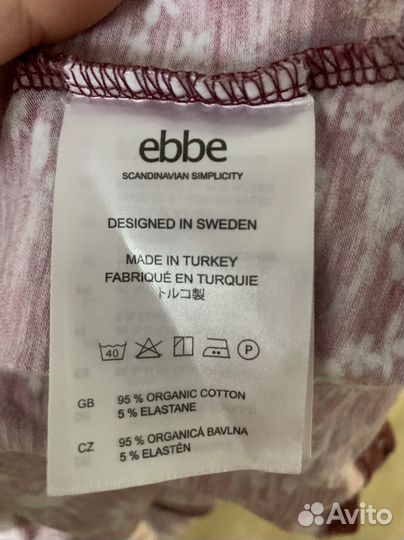 ebbe
SCANDINAVIAN SIMPLICITY
DESIGNED IN SWEDEN
MADE IN TURKEY
FABRIQUÉ EN TURQUIE
トルコ製
40 P
GB 95 % ORGANIC COTTON
5 % ELASTANE
CZ 95 % ORGANICÁ BAVLNA
5 % ELASTÉN
Avito